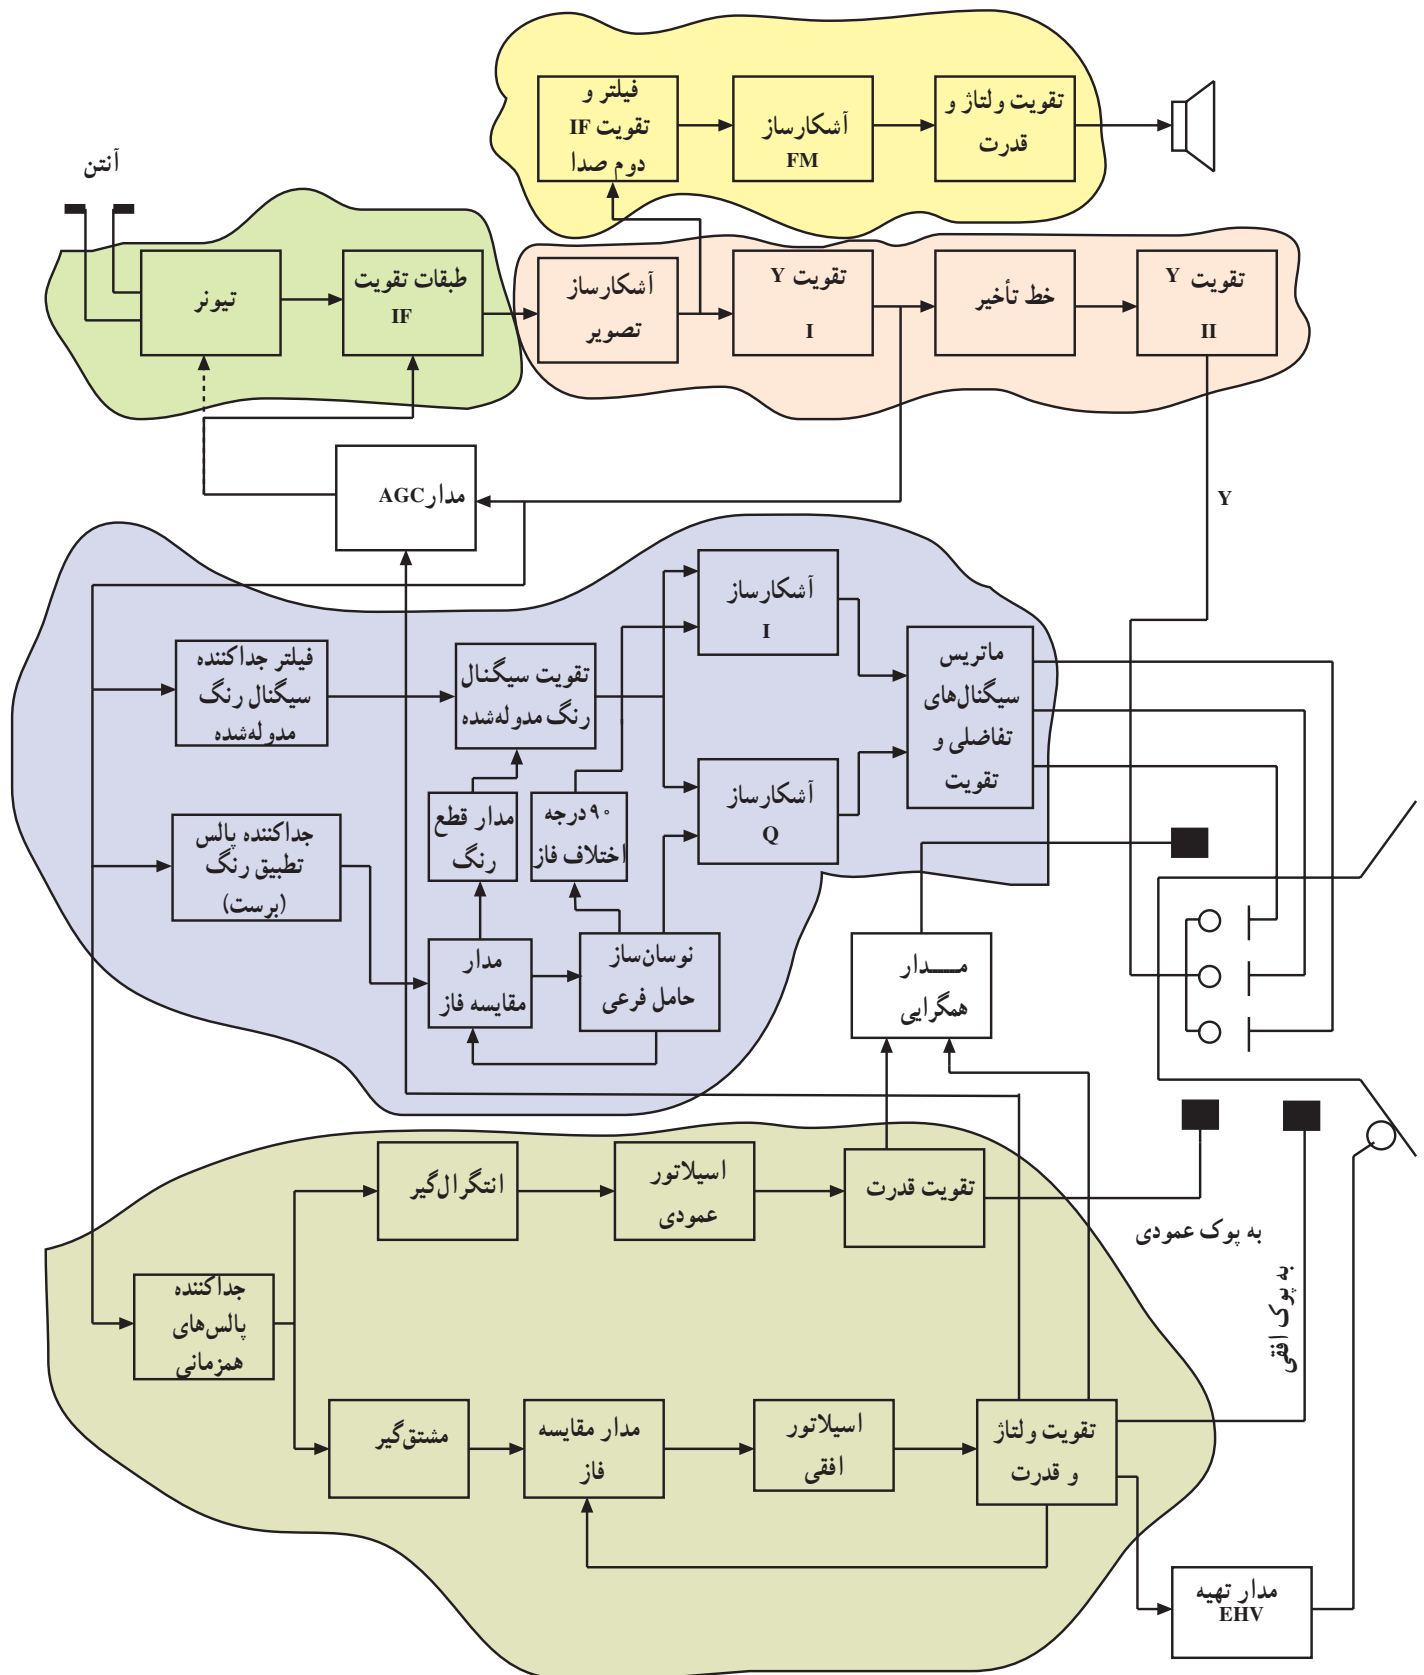 فیلتر و
تقویت IF
دوم صدا
آشکارساز
FM
تقویت ولتاژ و
قدرت
آنتن
تیونر
طبقات تقویت
IF
آشکارساز
تصویر
تقویت Y
I
خط تأخیر
تقویت Y
II
مدار AGC
Y
آشکارساز
I
فیلتر جداکننده
سیگنال رنگ
مدوله‌شده
تقویت سیگنال
رنگ مدوله‌شده
ماتریس
سیگنال‌های
تفاضلی و
تقویت
آشکارساز
Q
مدار قطع
رنگ
۹۰ درجه
اختلاف فاز
جداکننده پالس
تطبیق رنگ
(برست)
مدار
مقایسه فاز
نوسان‌ساز
حامل فرعی
مـــدار
همگرایی
انتگرال‌گیر
اسیلاتور
عمودی
تقویت قدرت
به یوک عمودی
به یوک افقی
جداکننده
پالس‌های
همزمانی
مشتق‌گیر
مدار مقایسه
فاز
اسیلاتور
افقی
تقویت ولتاژ
و قدرت
مدار تهیه
EHV